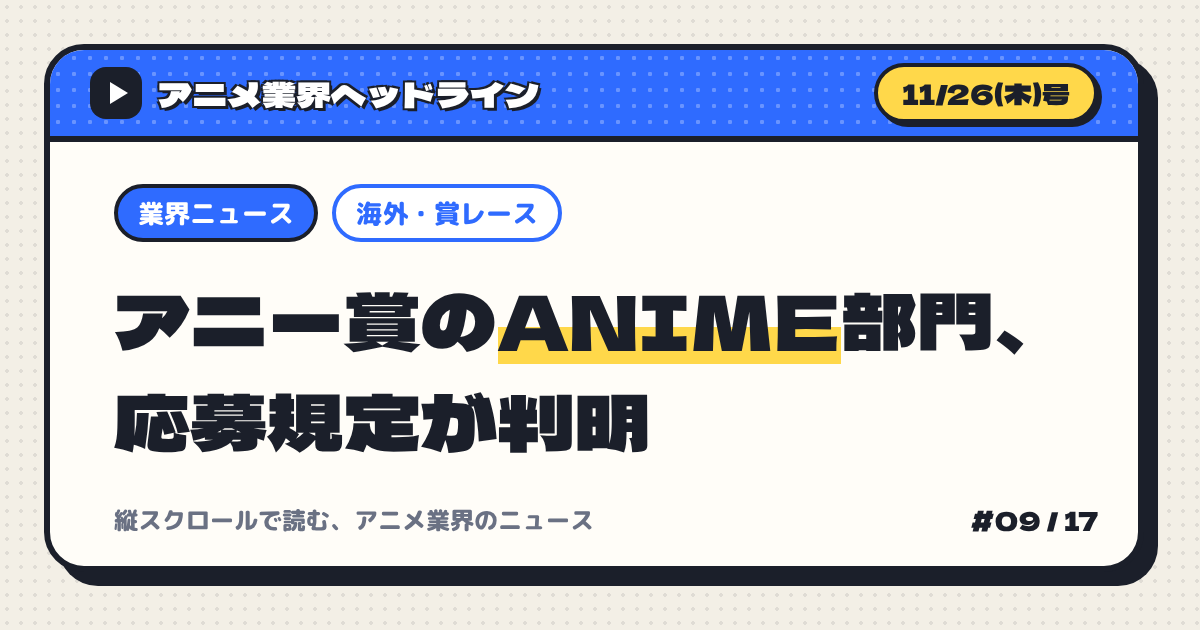 アニメ業界ヘッドライン
11/26(木)号
業界ニュース
海外・賞レース
アニー賞のANIME部門、
応募規定が判明
縦スクロールで読む、アニメ業界のニュース
#09 / 17